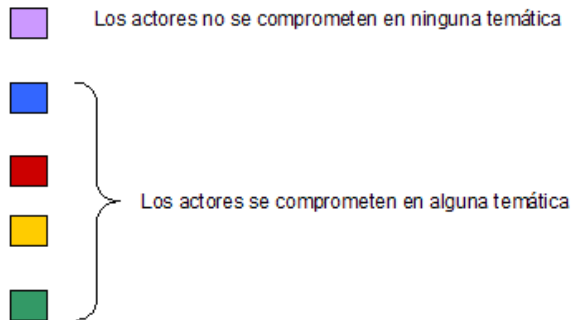 Los actores no se comprometen en ninguna temática
Los actores se comprometen en alguna temática